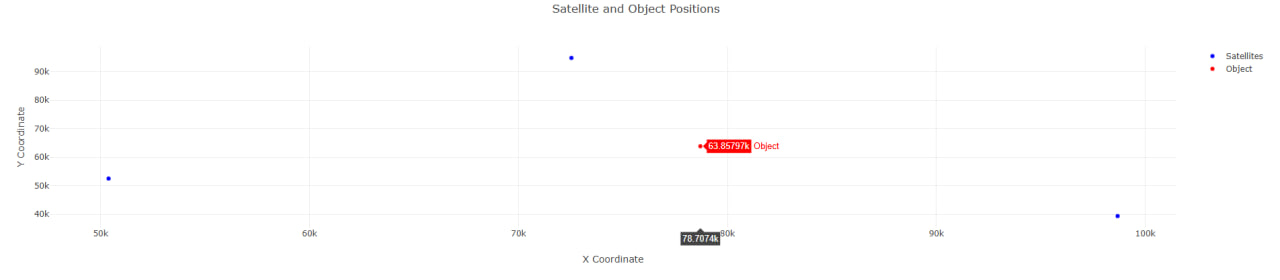 Satellite and Object Positions
Satellites
Object
Y Coordinate
90k
80k
70k
60k
50k
40k
63.85797k Object
50k 60k 70k 80k 90k 100k
78.7074k
X Coordinate